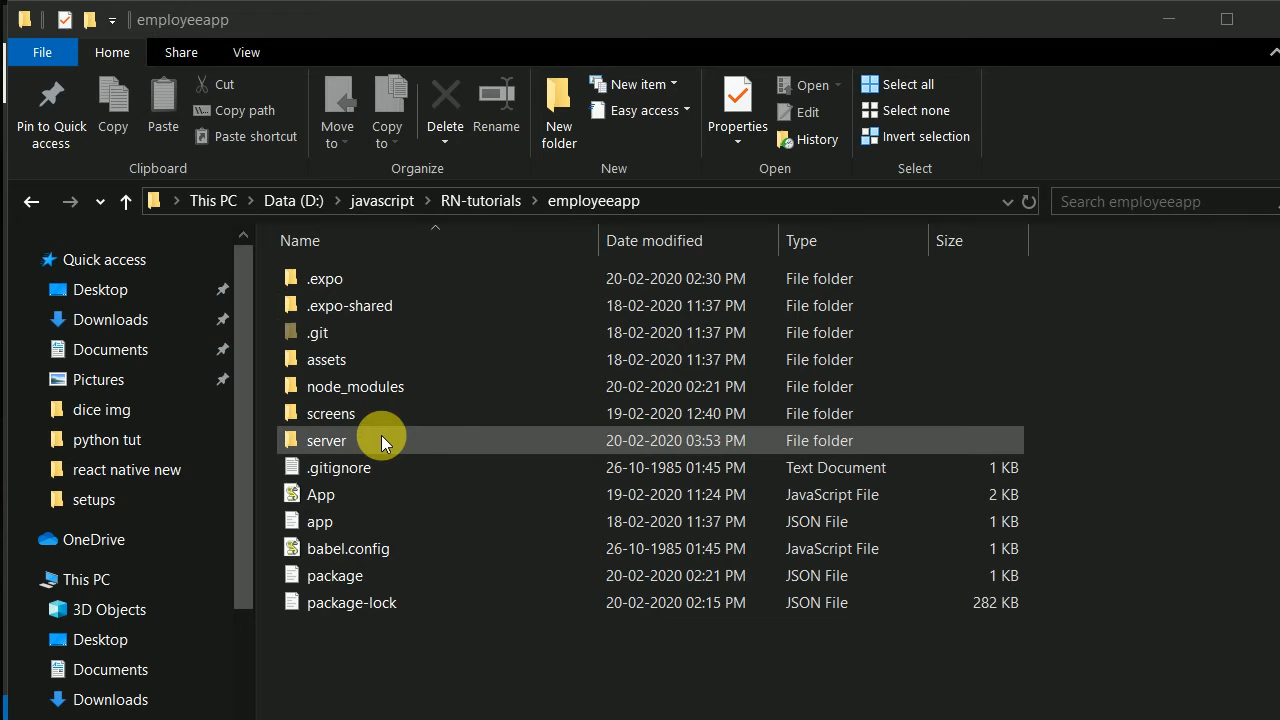 employeeapp
File Home Share View
Pin to Quick access
Copy
Paste
Cut
Copy path
Paste shortcut
Clipboard
Move to
Copy to
Delete
Rename
Organize
New folder
New item
Easy access
New
Properties
Open
Edit
History
Open
Select all
Select none
Invert selection
Select
This PC > Data (D:) > javascript > RN-tutorials > employeeapp
Search employeeapp
Quick access
Desktop
Downloads
Documents
Pictures
dice img
python tut
react native new
setups
OneDrive
This PC
3D Objects
Desktop
Documents
Downloads
Name Date modified Type Size
.expo 20-02-2020 02:30 PM File folder
.expo-shared 18-02-2020 11:37 PM File folder
.git 18-02-2020 11:37 PM File folder
assets 18-02-2020 11:37 PM File folder
node_modules 20-02-2020 02:21 PM File folder
screens 19-02-2020 12:40 PM File folder
server 20-02-2020 03:53 PM File folder
.gitignore 26-10-1985 01:45 PM Text Document 1 KB
App 19-02-2020 11:24 PM JavaScript File 2 KB
app 18-02-2020 11:37 PM JSON File 1 KB
babel.config 26-10-1985 01:45 PM JavaScript File 1 KB
package 20-02-2020 02:21 PM JSON File 1 KB
package-lock 20-02-2020 02:15 PM JSON File 282 KB